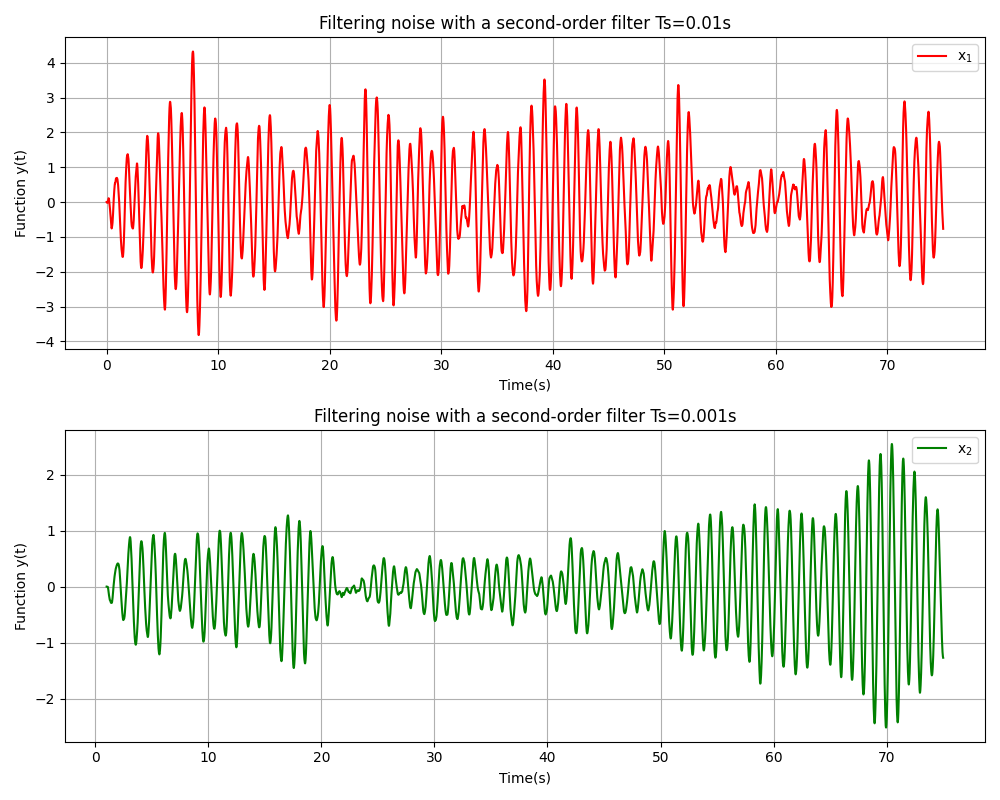 Filtering noise with a second-order filter Ts=0.01s
x₁
Function y(t)
4
3
2
1
0
−1
−2
−3
−4
0 10 20 30 40 50 60 70
Time(s)
Filtering noise with a second-order filter Ts=0.001s
x₂
Function y(t)
2
1
0
−1
−2
0 10 20 30 40 50 60 70
Time(s)